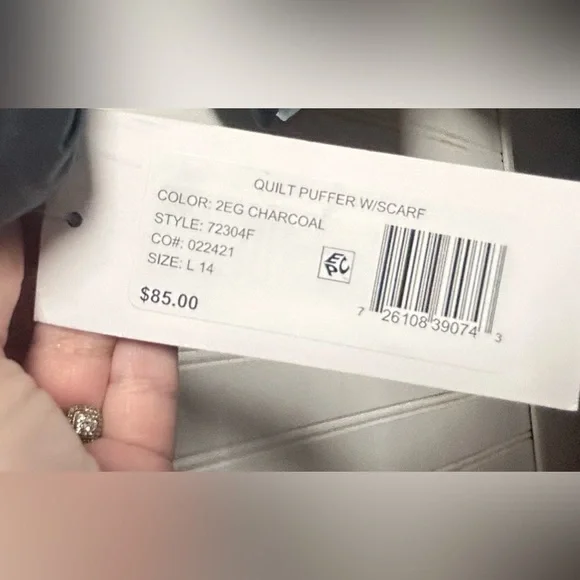 QUILT PUFFER W/SCARF
COLOR: 2EG CHARCOAL
STYLE: 72304F
CO#: 022421
SIZE: L 14
$85.00
EPC
7 26108 39074 3